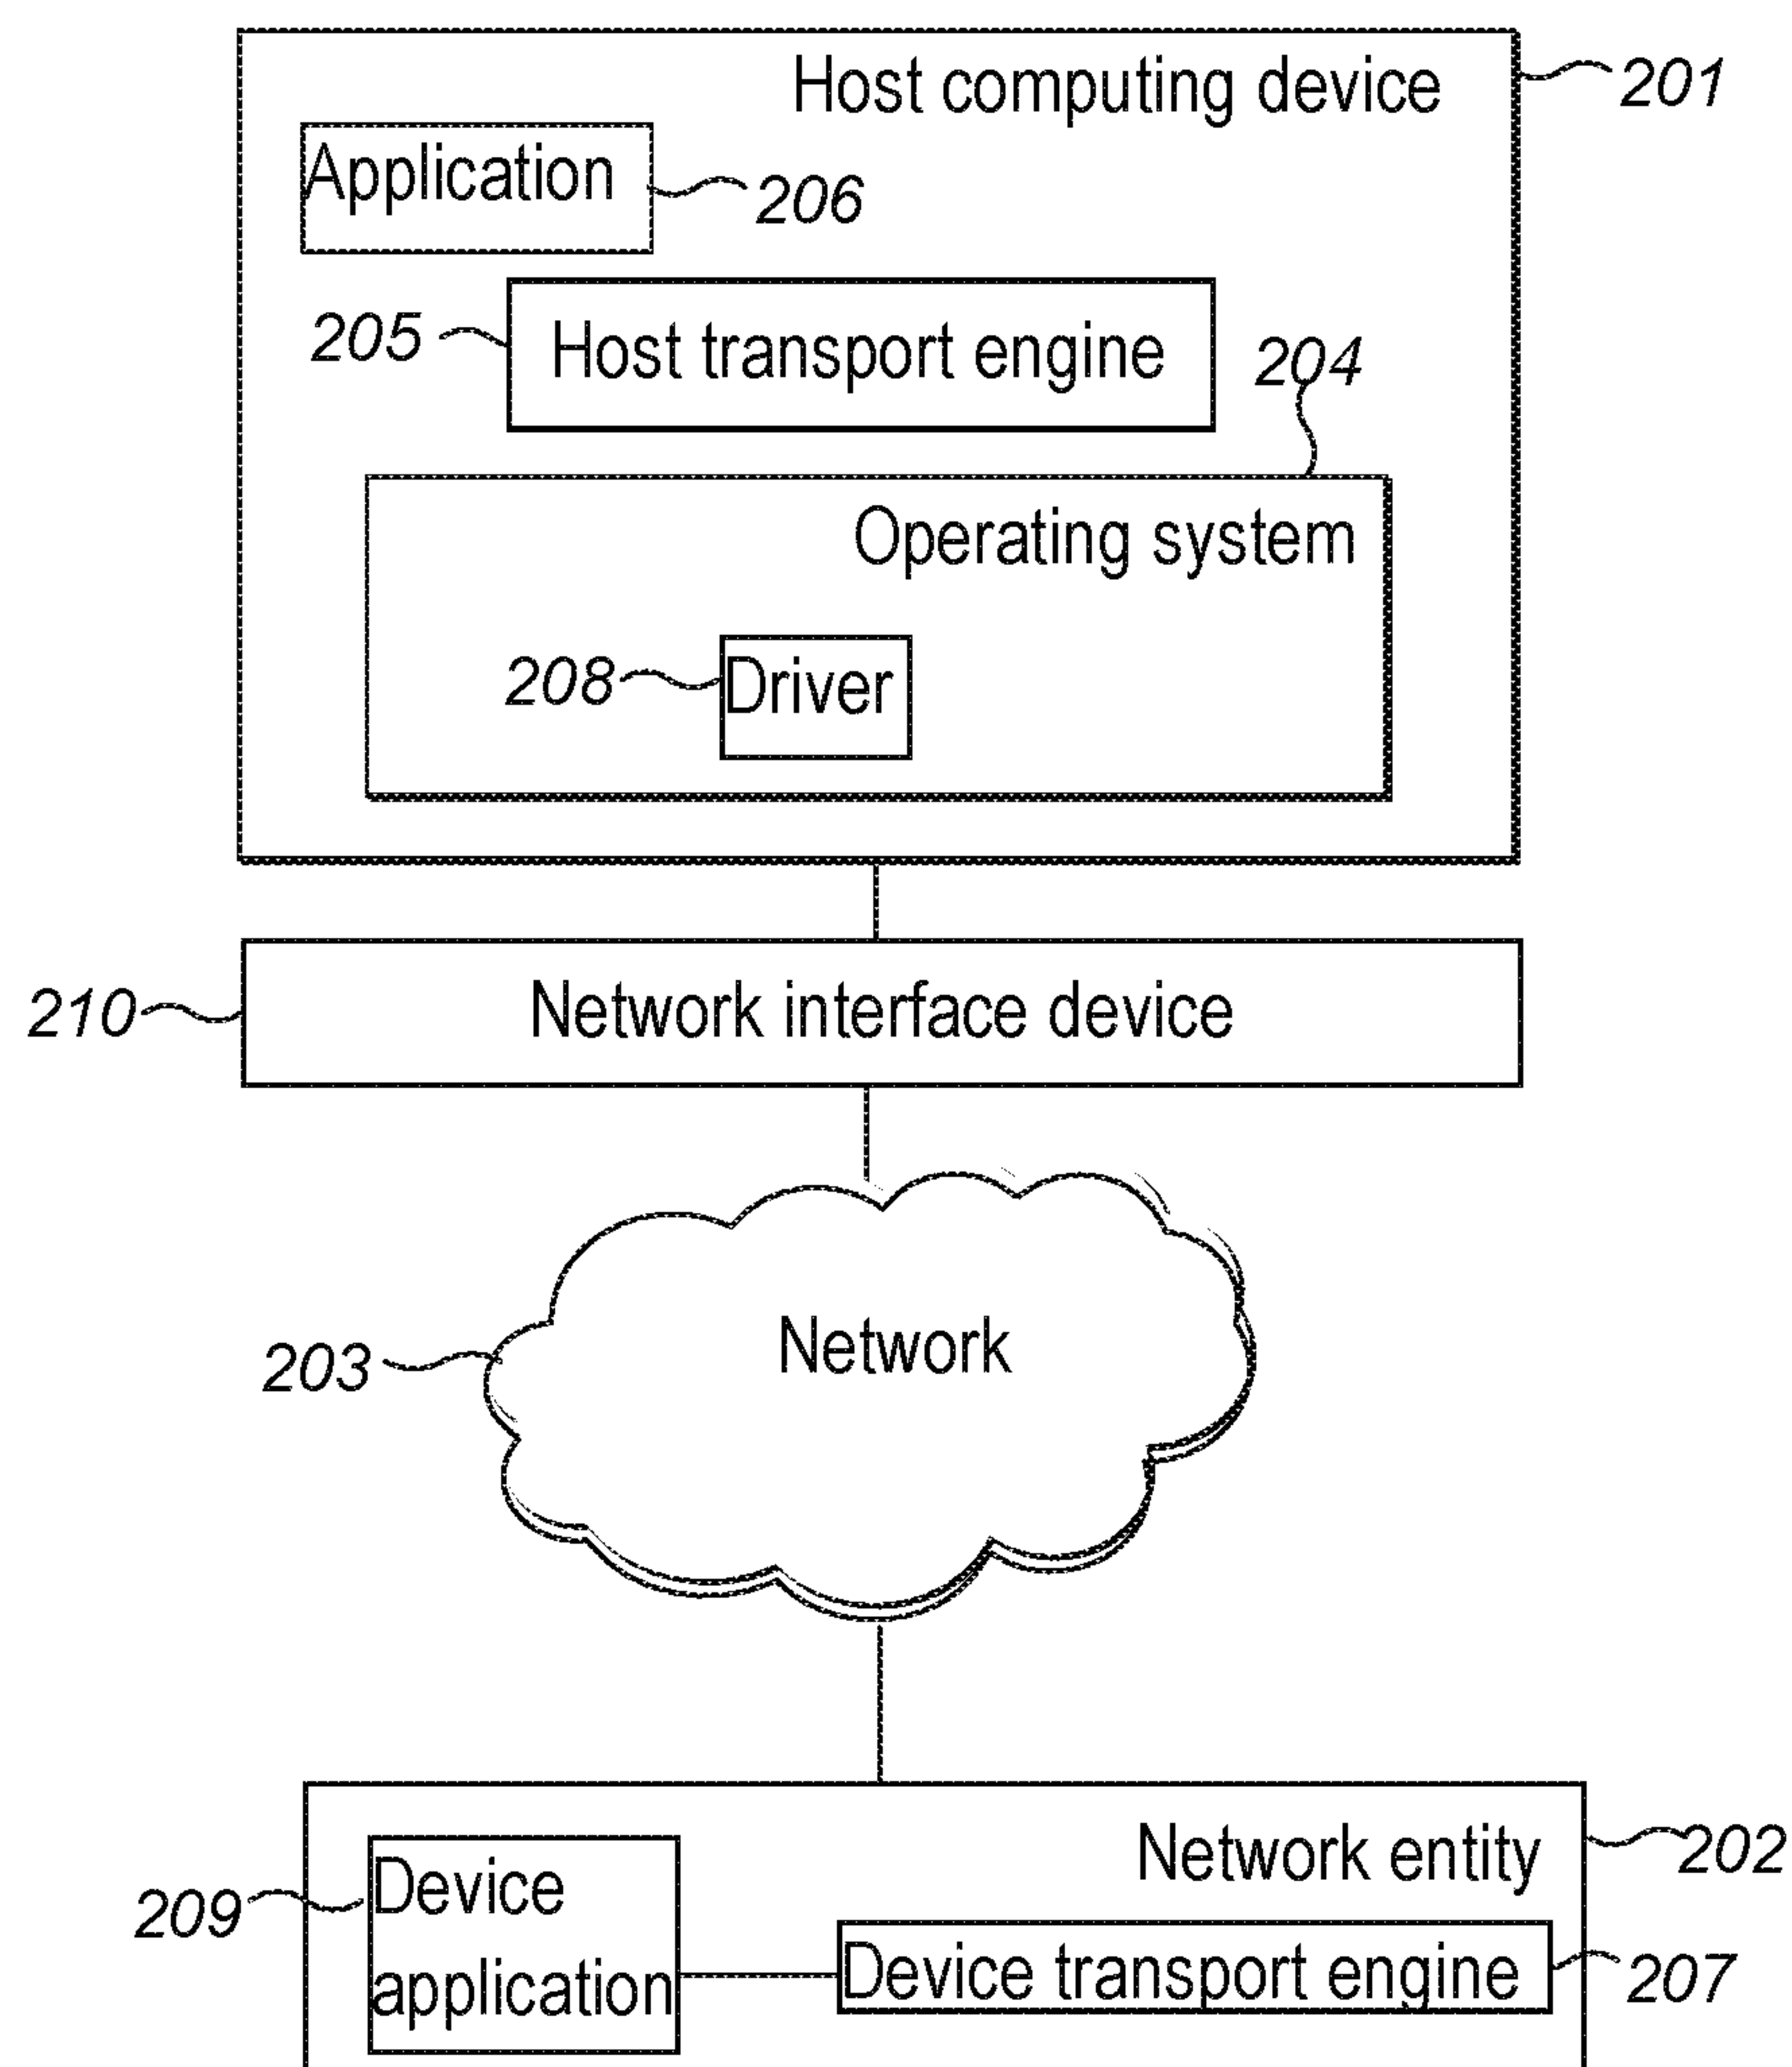 Host computing device
201
Application
206
205
Host transport engine
204
Operating system
208
Driver
210
Network interface device
203
Network
Network entity
202
209
Device
application
Device transport engine
207